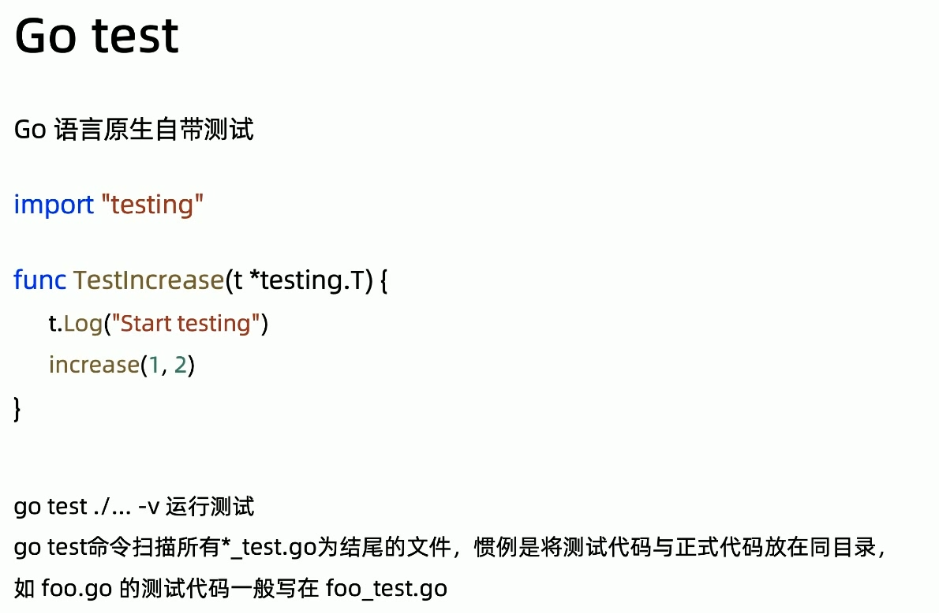 Go test
Go 语言原生自带测试
import "testing"
func TestIncrease(t *testing.T) {
t.Log("Start testing")
increase(1, 2)
}
go test ./... -v 运行测试
go test命令扫描所有*_test.go为结尾的文件，惯例是将测试代码与正式代码放在同目录，
如 foo.go 的测试代码一般写在 foo_test.go